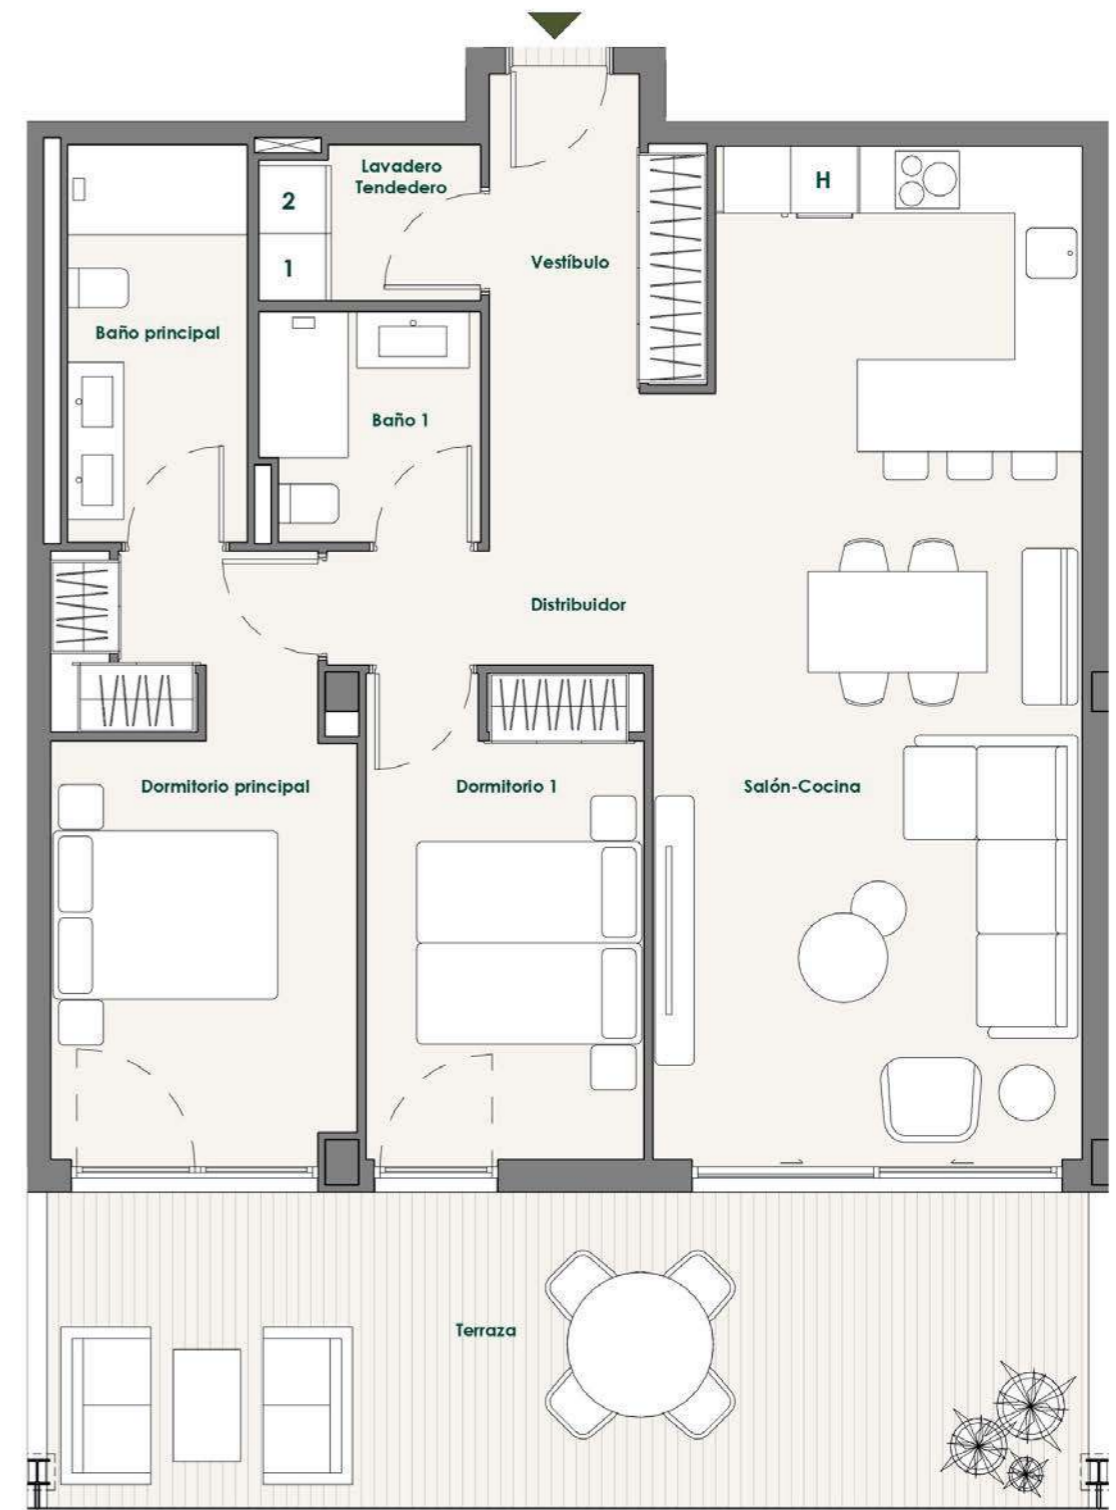 Lavadero
Tendedero
2
1
H
Vestíbulo
Baño principal
Baño 1
Distribuidor
Dormitorio principal
Dormitorio 1
Salón-Cocina
Terraza